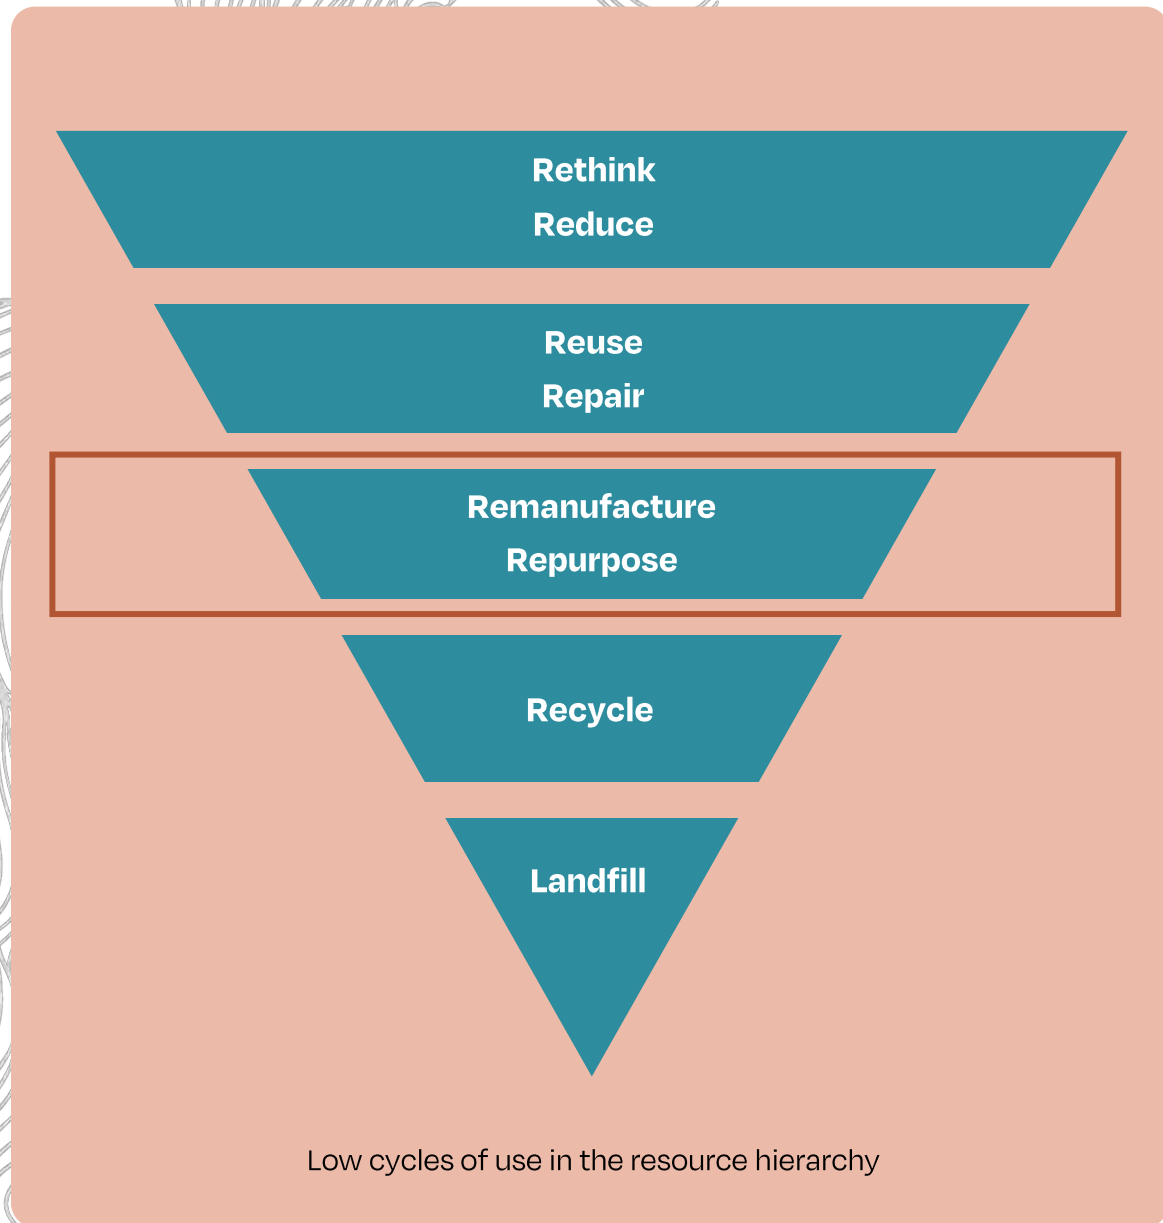 Rethink
Reduce
Reuse
Repair
Remanufacture
Repurpose
Recycle
Landfill
Low cycles of use in the resource hierarchy